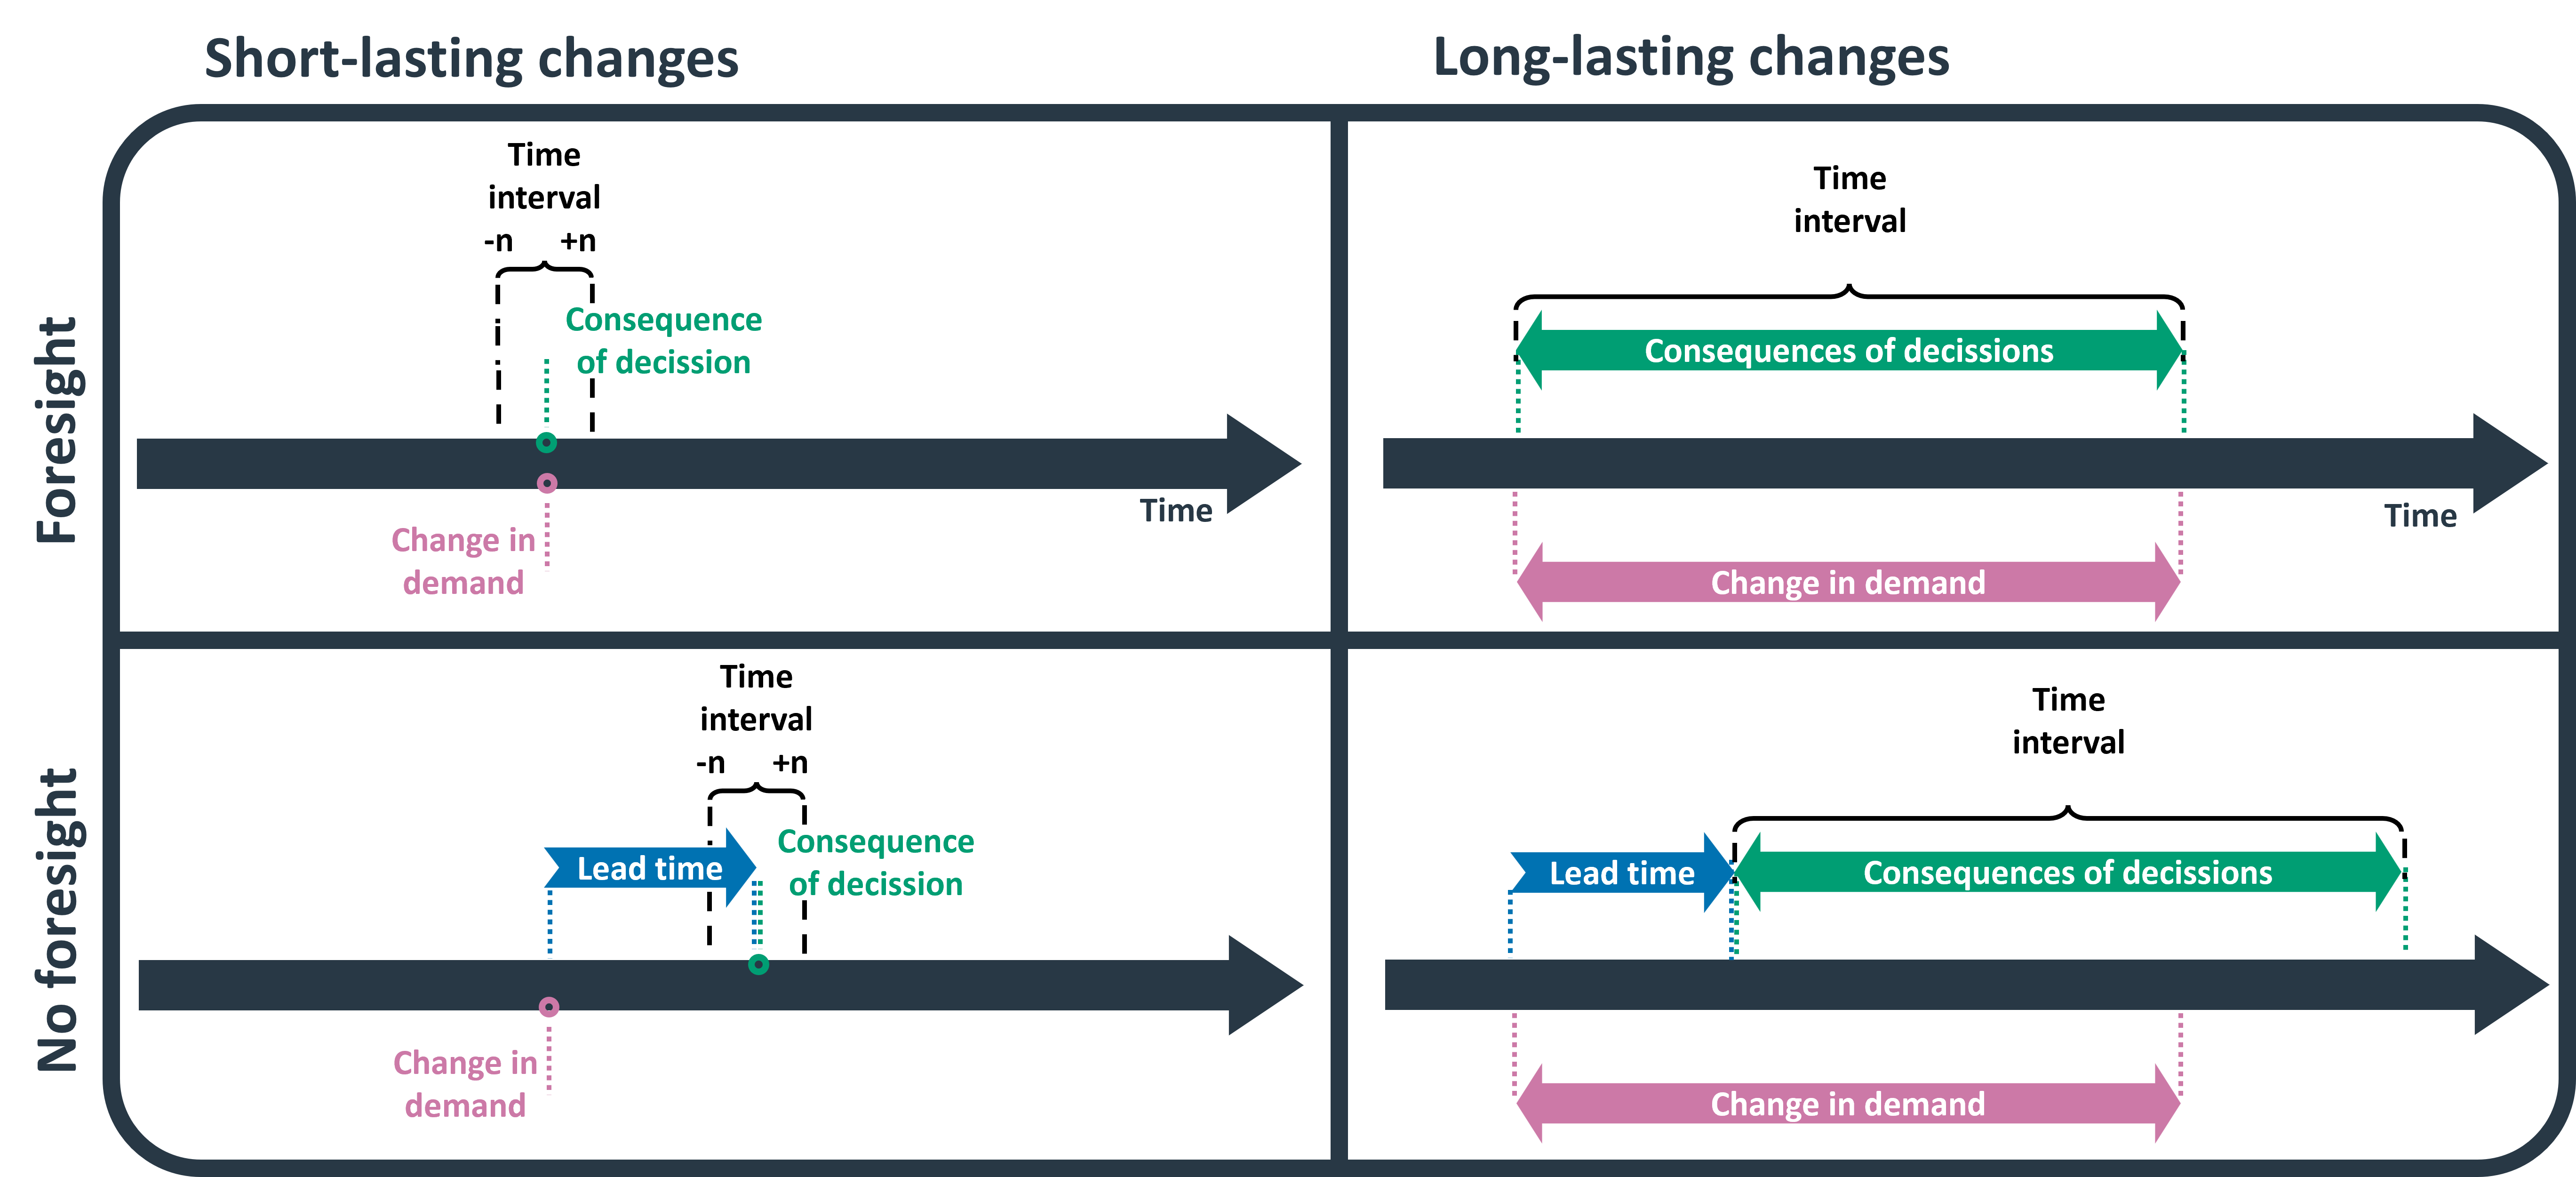 Short-lasting changes
Long-lasting changes
Foresight
Time
interval
-n +n
Consequence
of decission
Change in
demand
Time
Time
interval
Consequences of decissions
Change in demand
Time
No foresight
Time
interval
-n +n
Lead time
Consequence
of decission
Change in
demand
Time
interval
Lead time
Consequences of decissions
Change in demand